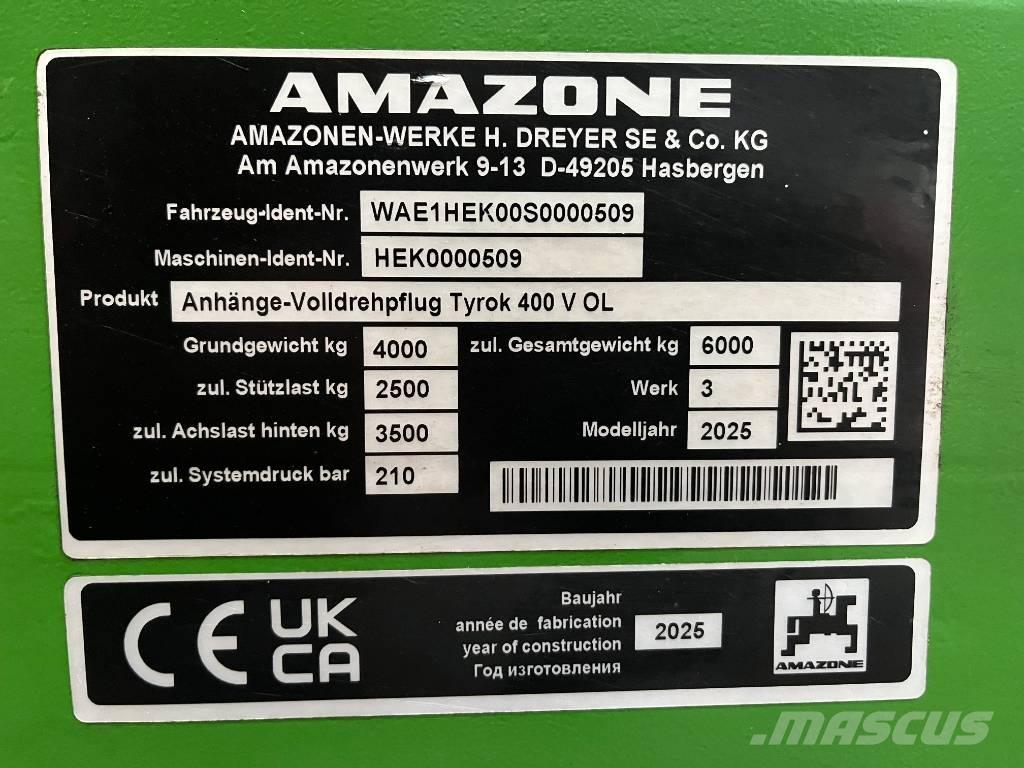 AMAZONE
AMAZONEN-WERKE H. DREYER SE & Co. KG
Am Amazonenwerk 9-13 D-49205 Hasbergen
Fahrzeug-Ident-Nr. WAE1HEK00S0000509
Maschinen-Ident-Nr. HEK0000509
Produkt Anhänge-Volldrehpflug Tyrok 400 V OL
Grundgewicht kg 4000 zul. Gesamtgewicht kg 6000
zul. Stützlast kg 2500 Werk 3
zul. Achslast hinten kg 3500 Modelljahr 2025
zul. Systemdruck bar 210
CE UK CA
Baujahr
année de fabrication
year of construction
Год изготовления
2025
AMAZONE
MASCUS